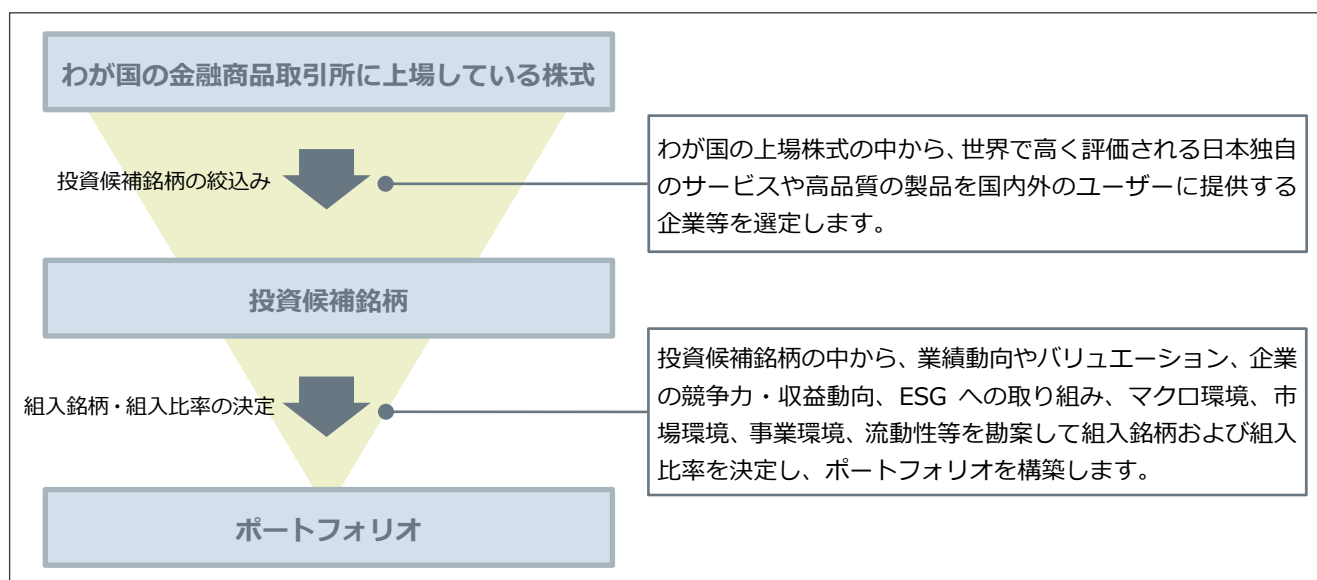 わが国の金融商品取引所に上場している株式
投資候補銘柄の絞込み
わが国の上場株式の中から、世界で高く評価される日本独自
のサービスや高品質の製品を国内外のユーザーに提供する
企業等を選定します。
投資候補銘柄
組入銘柄・組入比率の決定
投資候補銘柄の中から、業績動向やバリュエーション、企業
の競争力・収益動向、ESG への取り組み、マクロ環境、市
場環境、事業環境、流動性等を勘案して組入銘柄および組入
比率を決定し、ポートフォリオを構築します。
ポートフォリオ